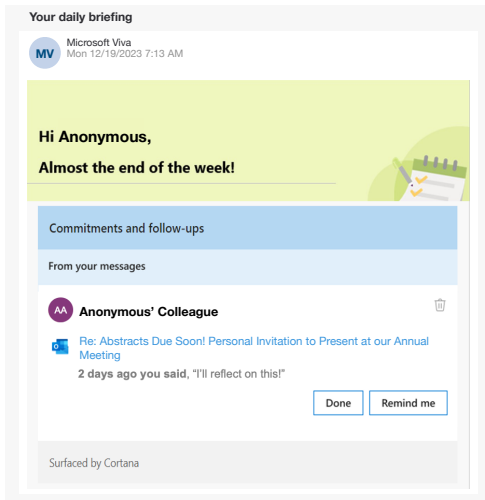 Your daily briefing
MV
Microsoft Viva
Mon 12/19/2023 7:13 AM
Hi Anonymous,
Almost the end of the week!
Commitments and follow-ups
From your messages
AA
Anonymous’ Colleague
Re: Abstracts Due Soon! Personal Invitation to Present at our Annual
Meeting
2 days ago you said, “I’ll reflect on this!"
Done
Remind me
Surfaced by Cortana